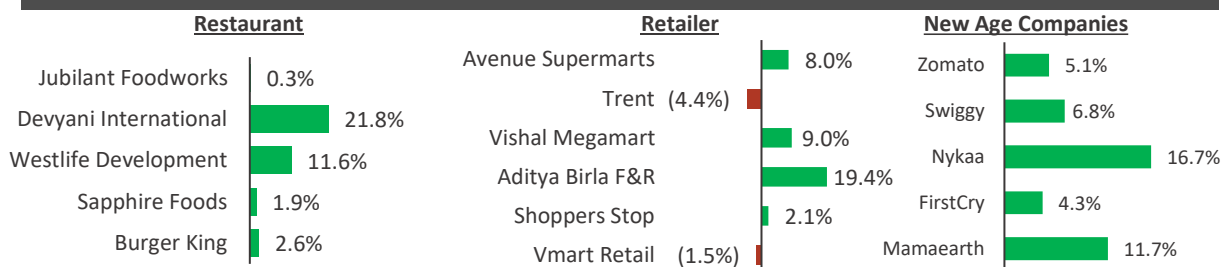 Restaurant
Jubilant Foodworks 0.3%
Devyani International 21.8%
Westlife Development 11.6%
Sapphire Foods 1.9%
Burger King 2.6%
Retailer
Avenue Supermarts 8.0%
Trent (4.4%)
Vishal Megamart 9.0%
Aditya Birla F&R 19.4%
Shoppers Stop 2.1%
Vmart Retail (1.5%)
New Age Companies
Zomato 5.1%
Swiggy 6.8%
Nykaa 16.7%
FirstCry 4.3%
Mamaearth 11.7%